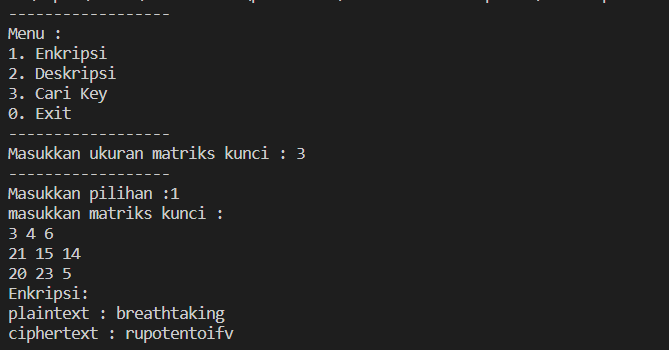 ------------------
Menu :
1. Enkripsi
2. Deskripsi
3. Cari Key
0. Exit
------------------
Masukkan ukuran matriks kunci : 3
------------------
Masukkan pilihan :1
masukkan matriks kunci :
3 4 6
21 15 14
20 23 5
Enkripsi:
plaintext : breathtaking
ciphertext : rupotentoifv